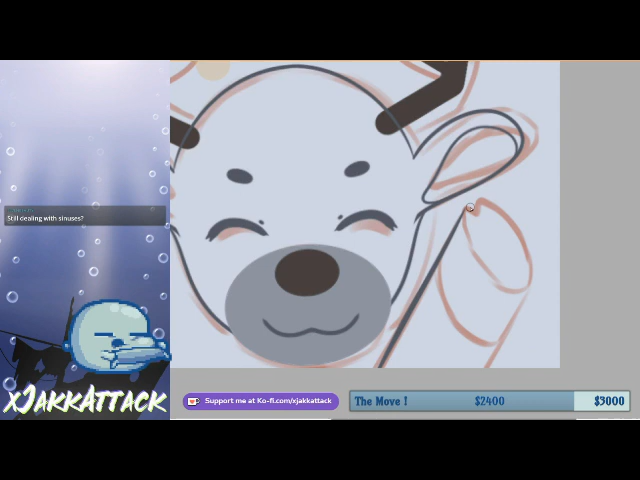 Still dealing with sinuses?
xJakkAttack
Support me at Ko-fi.com/xjakkattack
The Move !
$2400
$3000